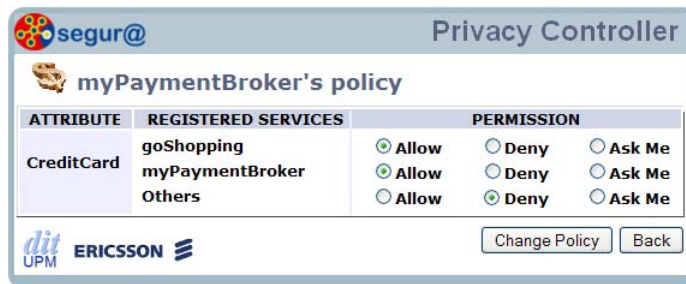 segur@
Privacy Controller
myPaymentBroker's policy
ATTRIBUTE REGISTERED SERVICES PERMISSION
CreditCard
goShopping Allow Deny Ask Me
myPaymentBroker Allow Deny Ask Me
Others Allow Deny Ask Me
dit
UPM
ERICSSON
Change Policy Back